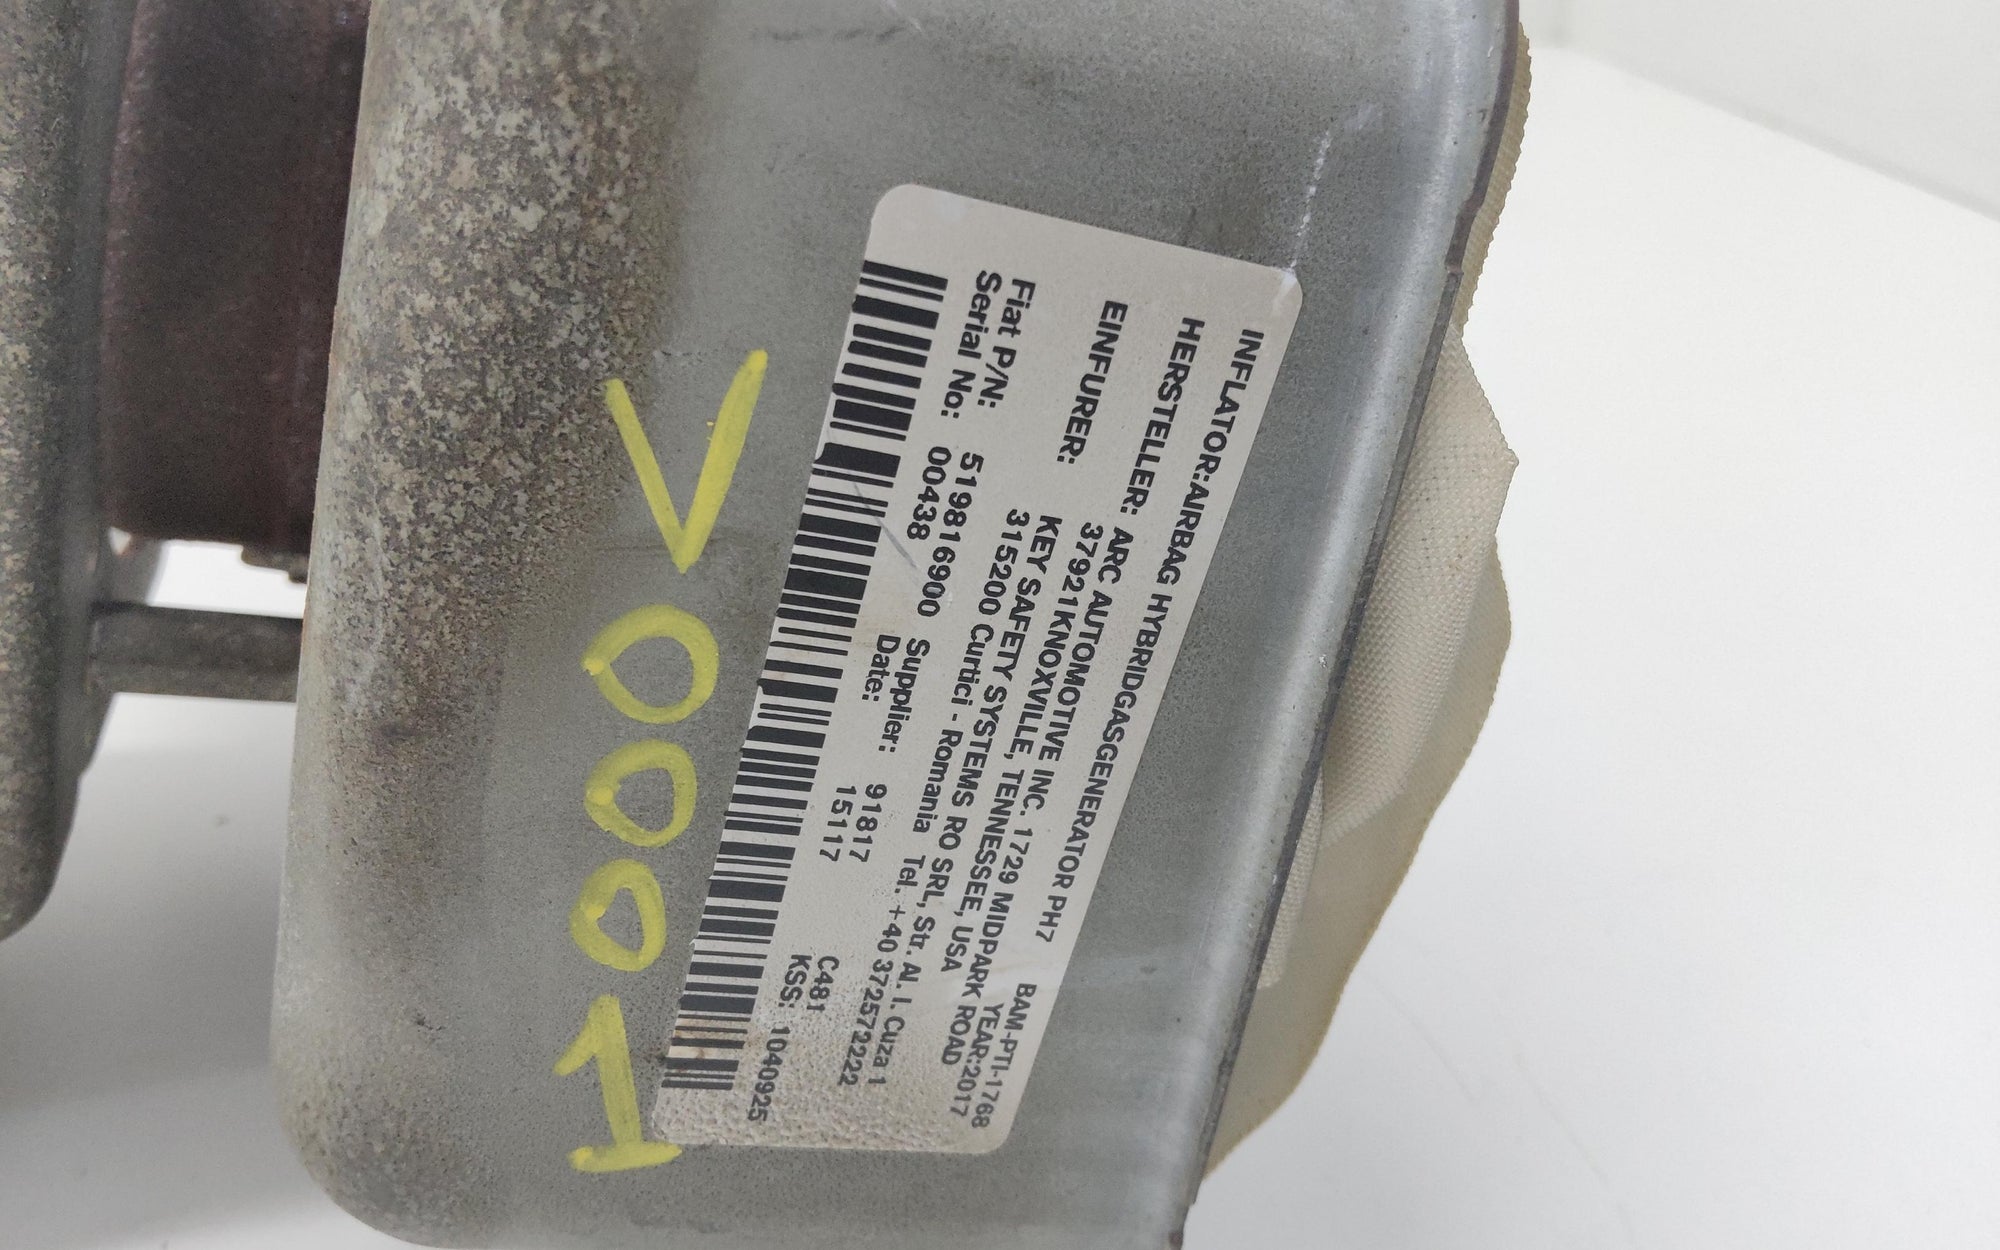 INFLATOR:AIRBAG HYBRIDGASGENERATOR PH7 BAM-PT1-1768
HERSTELLER: ARC AUTOMOTIVE INC. 1729 MIDPARK ROAD YEAR:2017
37921KNOXVILLE, TENNESSEE, USA
EINFURER: KEY SAFETY SYSTEMS RO SRL, Str. Al. I. Cuza 1
315200 Curtici - Romania Tel. +40 372572222
Fiat P/N: 519816900 Supplier: 91817 C481
Serial No: 00438 Date: 15117 KSS: 1040925
V0001